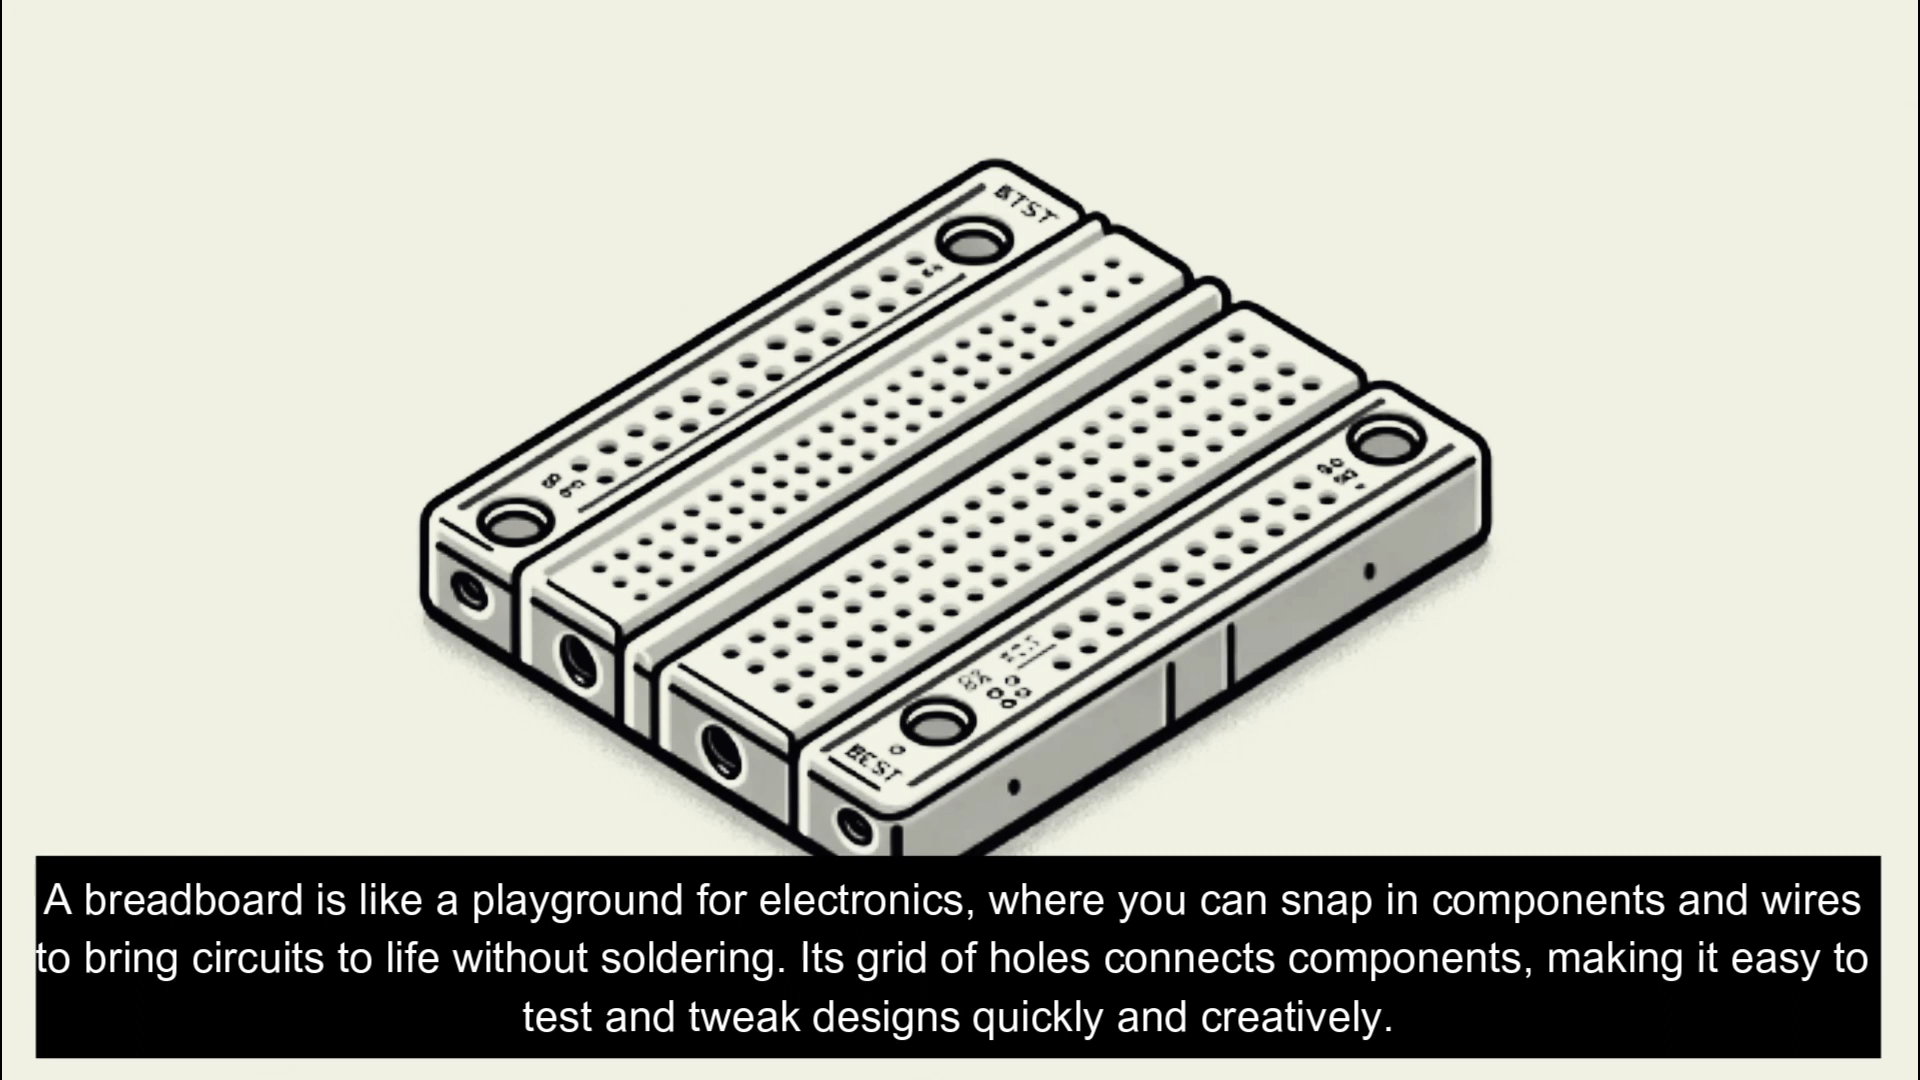 BTST
BEST
A breadboard is like a playground for electronics, where you can snap in components and wires
to bring circuits to life without soldering. Its grid of holes connects components, making it easy to
test and tweak designs quickly and creatively.